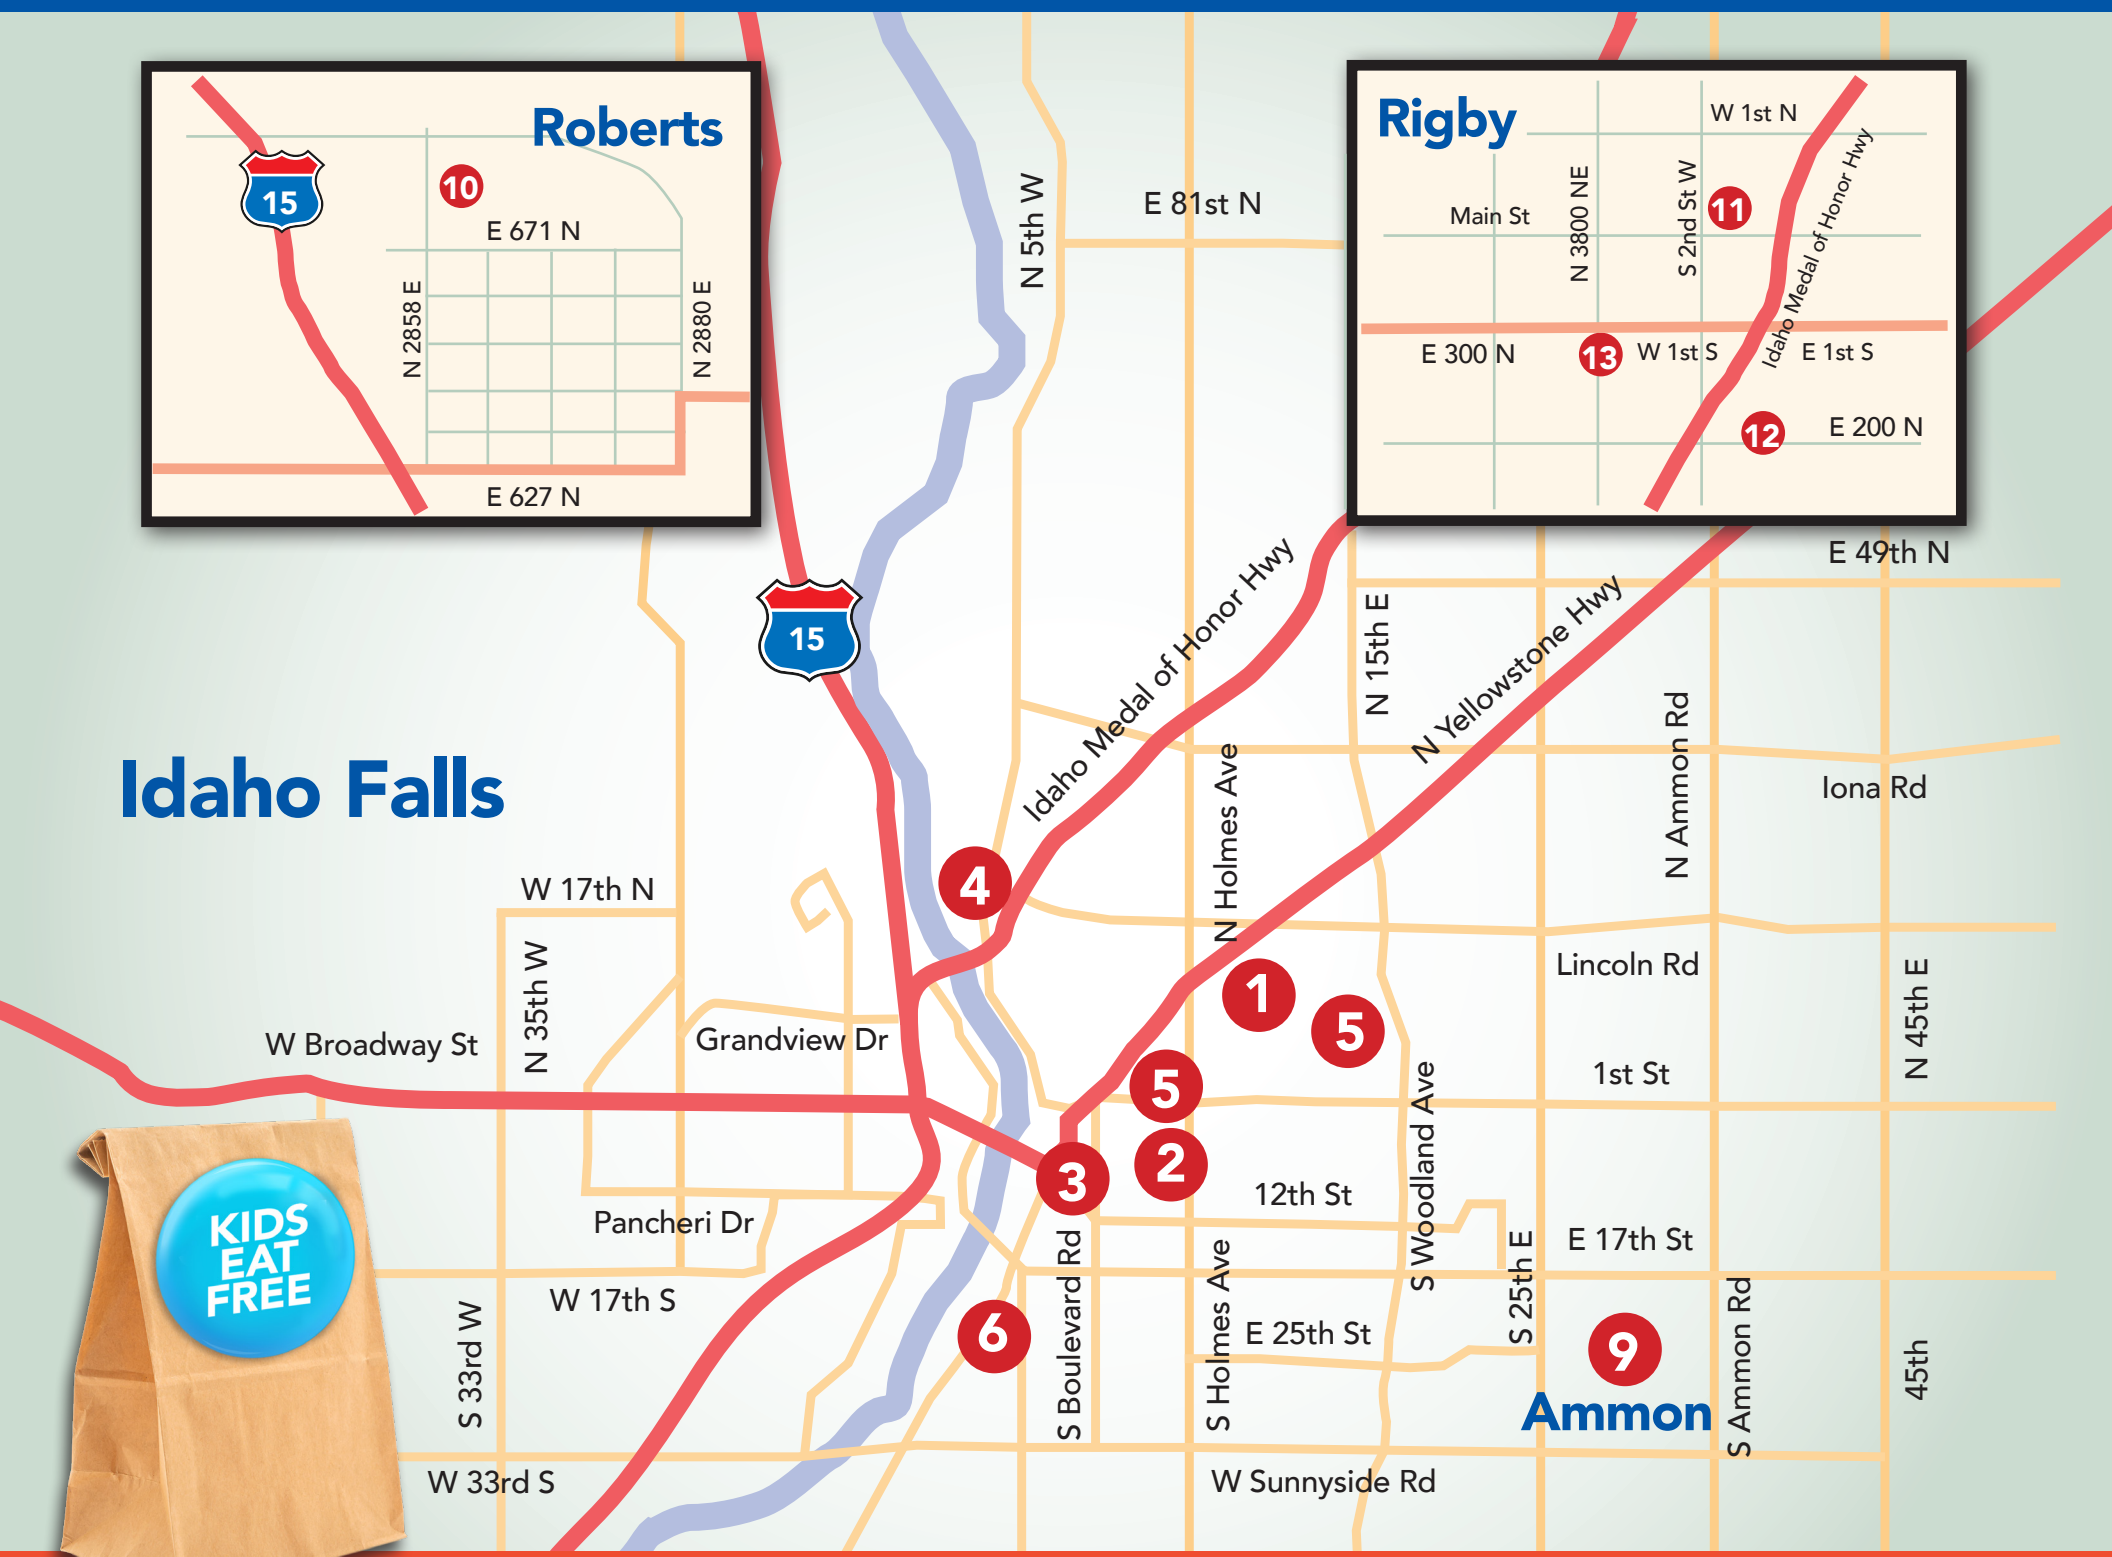 Roberts
15
10
E 671 N
N 2858 E
N 2880 E
E 627 N
Rigby
W 1st N
N 3800 NE
S 2nd St W
11
Idaho Medal of Honor Hwy
Main St
E 300 N
13
W 1st S
E 1st S
12
E 200 N
N 5th W
E 81st N
E 49th N
15
Idaho Medal of Honor Hwy
N 15th E
N Yellowstone Hwy
N Ammon Rd
Iona Rd
Idaho Falls
N Holmes Ave
4
W 17th N
N 35th W
Lincoln Rd
N 45th E
1
5
W Broadway St
Grandview Dr
1st St
5
2
3
S Woodland Ave
12th St
Pancheri Dr
E 17th St
KIDS
EAT
FREE
W 17th S
S 33rd W
6
S Boulevard Rd
S Holmes Ave
E 25th St
S 25th E
9
Ammon
S Ammon Rd
45th
W 33rd S
W Sunnyside Rd